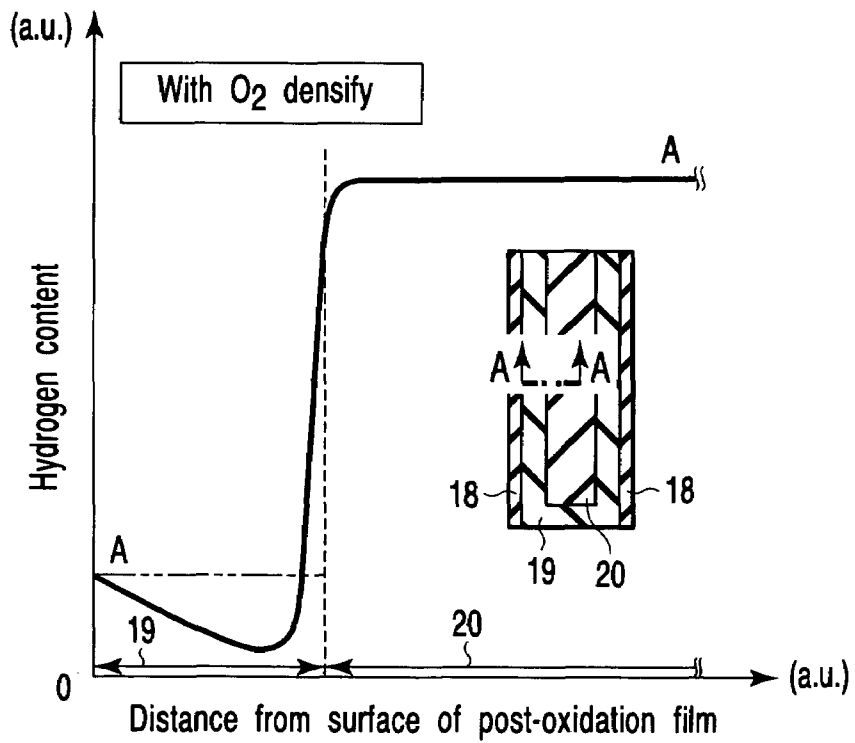 (a.u.)
With O2 densify
A
Hydrogen content
A A
18 18
19 20
A
19 20
0
(a.u.)
Distance from surface of post-oxidation film